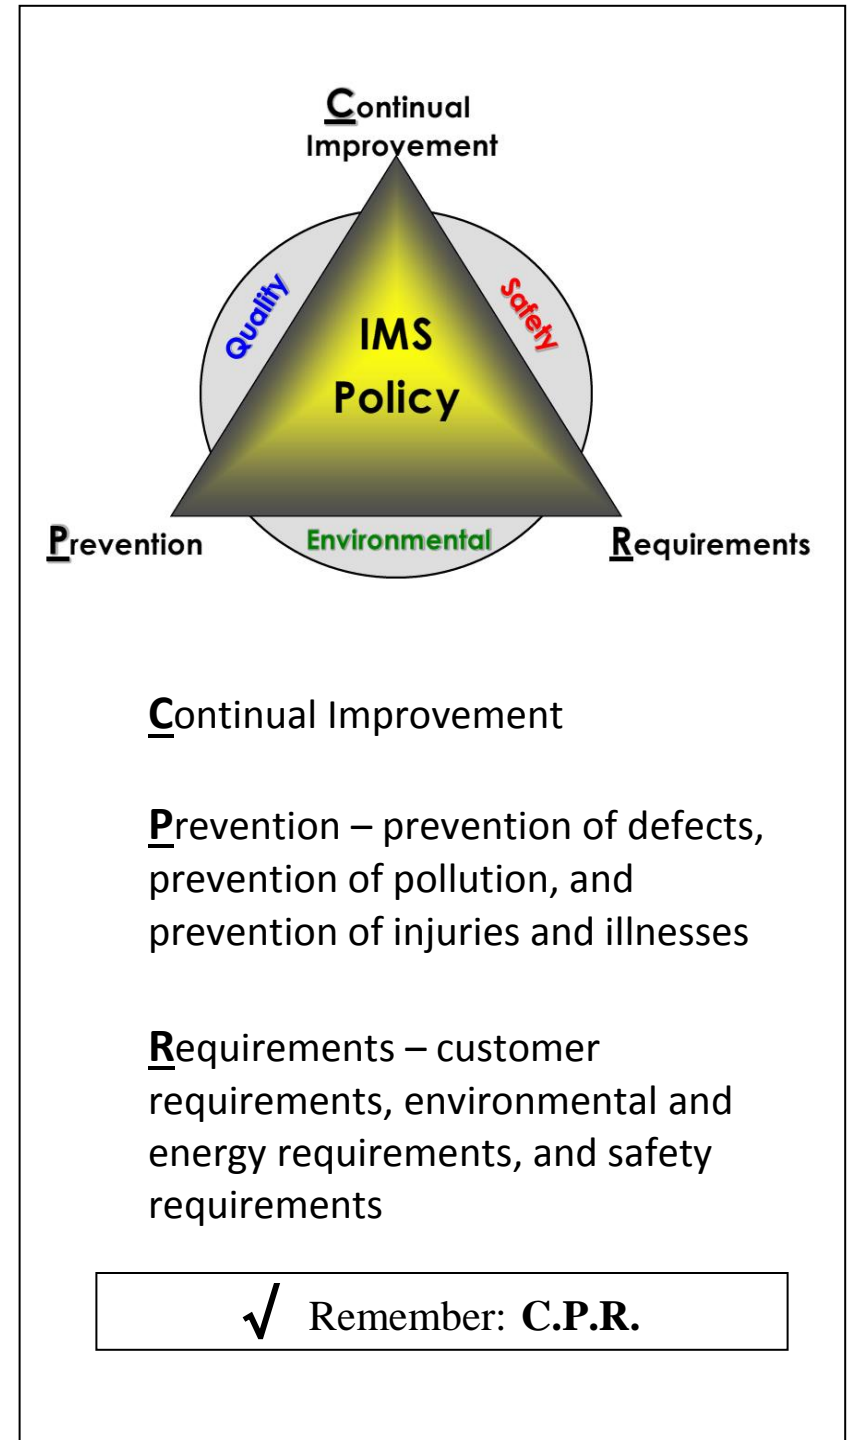 Continual
Improvement
Quality
Safety
IMS
Policy
Prevention
Environmental
Requirements
Continual Improvement
Prevention – prevention of defects,
prevention of pollution, and
prevention of injuries and illnesses
Requirements – customer
requirements, environmental and
energy requirements, and safety
requirements
√ Remember: C.P.R.